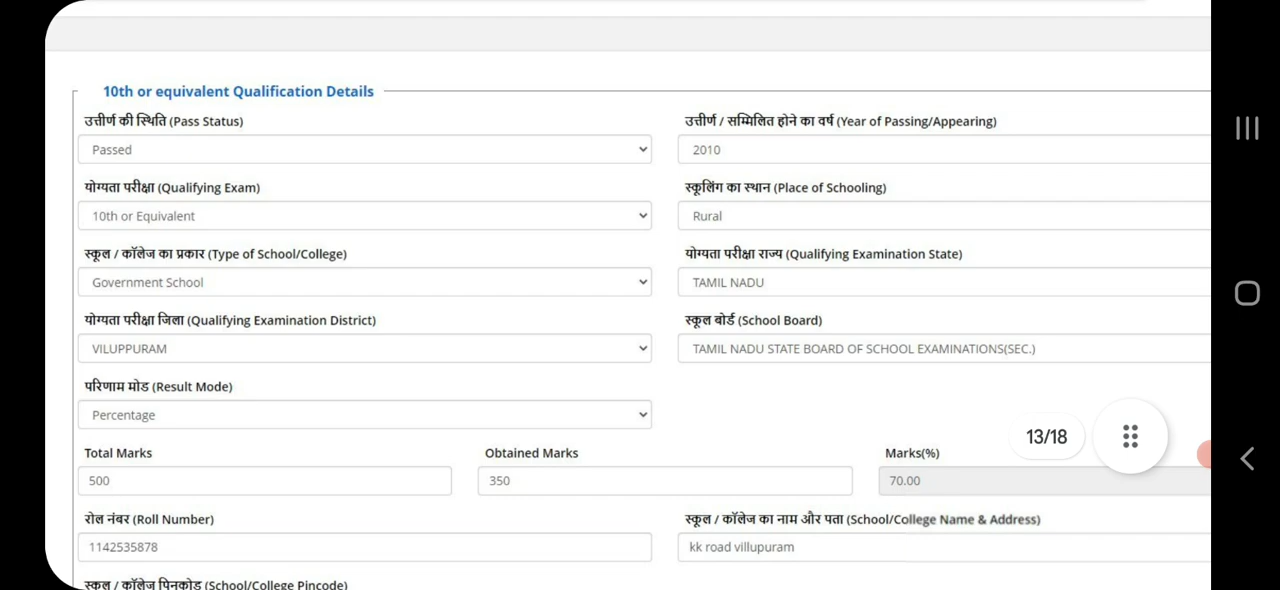 10th or equivalent Qualification Details
उत्तीर्ण की स्थिति (Pass Status)
उत्तीर्ण / सम्मिलित होने का वर्ष (Year of Passing/Appearing)
Passed
2010
योग्यता परीक्षा (Qualifying Exam)
स्कूलिंग का स्थान (Place of Schooling)
10th or Equivalent
Rural
स्कूल / कॉलेज का प्रकार (Type of School/College)
योग्यता परीक्षा राज्य (Qualifying Examination State)
Government School
TAMIL NADU
योग्यता परीक्षा जिला (Qualifying Examination District)
स्कूल बोर्ड (School Board)
VILUPPURAM
TAMIL NADU STATE BOARD OF SCHOOL EXAMINATIONS(SEC.)
परिणाम मोड (Result Mode)
Percentage
13/18
Total Marks
Obtained Marks
Marks(%)
500
350
70.00
रोल नंबर (Roll Number)
स्कूल / कॉलेज का नाम और पता (School/College Name & Address)
1142535878
kk road villupuram
स्कूल / कॉलेज पिनकोड (School/College Pincode)